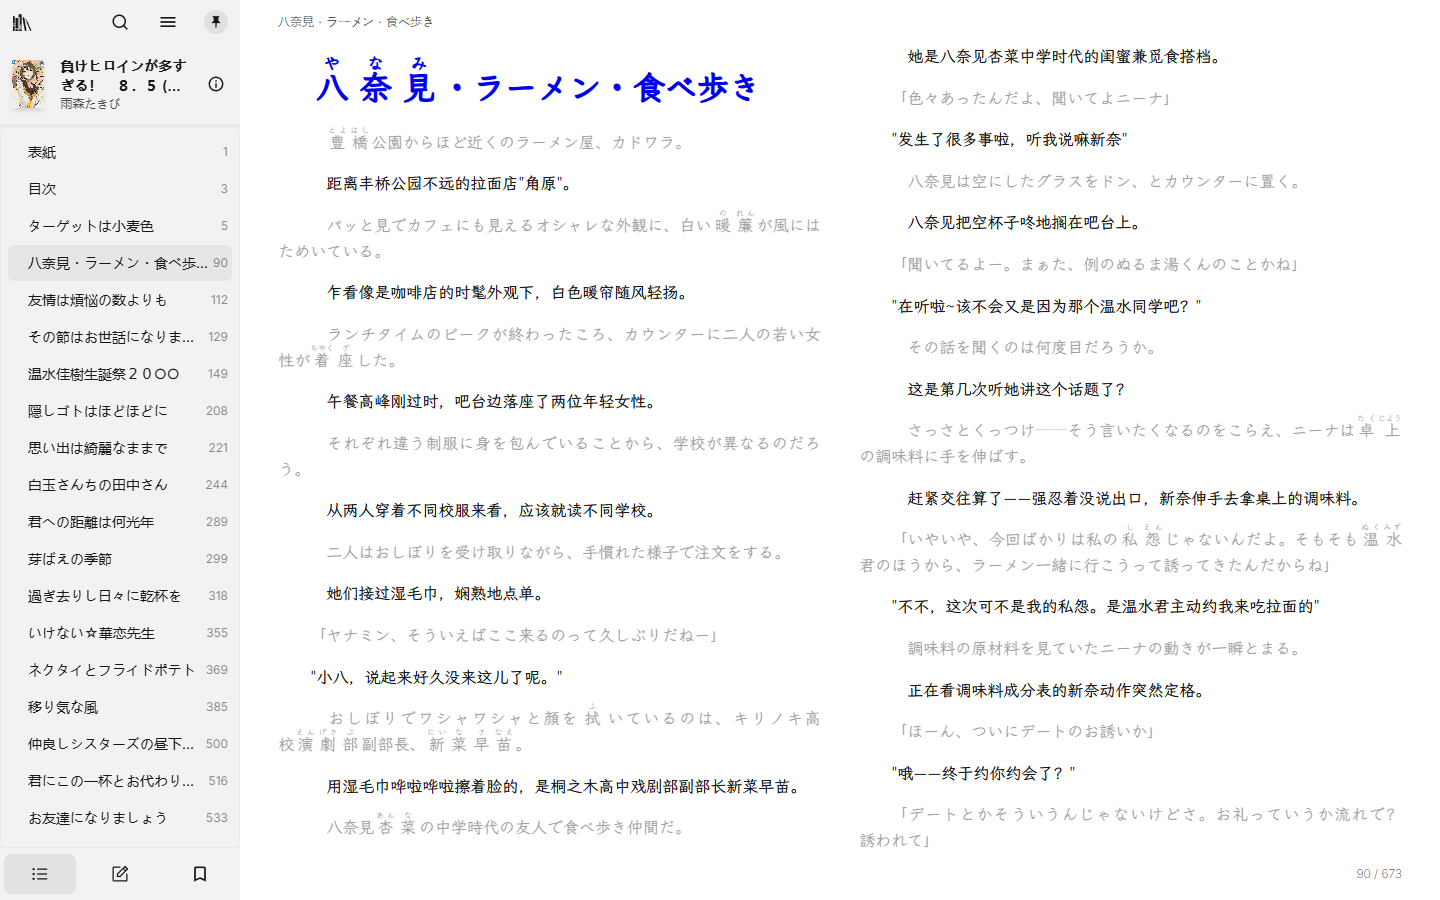 負けヒロインが多す
ぎる! 8.5 (...
雨森たきび
表紙 1
目次 3
ターゲットは小麦色 5
八奈見・ラーメン・食べ歩... 90
友情は煩悩の数よりも 112
その節はお世話になりま... 129
温水佳樹生誕祭２０〇〇 149
隠しゴトはほどほどに 208
思い出は綺麗なままで 221
白玉さんちの田中さん 244
君への距離は何光年 289
芽ばえの季節 299
過ぎ去りし日々に乾杯を 318
いけない☆華恋先生 355
ネクタイとフライドポテト 369
移り気な風 385
仲良しシスターズの昼下... 500
君にこの一杯とお代わり... 516
お友達になりましょう 533
八奈見・ラーメン・食べ歩き
や な み
八奈見・ラーメン・食べ歩き
とよはし
豊橋公園からほど近くのラーメン屋、カドワラ。
距离丰桥公园不远的拉面店"角原"。
の れん
パッと見でカフェにも見えるオシャレな外観に、白い暖簾が風には
ためいている。
乍看像是咖啡店的时髦外观下，白色暖帘随风轻扬。
ランチタイムのピークが終わったころ、カウンターに二人の若い女
ちやく ざ
性が着座した。
午餐高峰刚过时，吧台边落座了两位年轻女性。
それぞれ違う制服に身を包んでいることから、学校が異なるのだろ
う。
从两人穿着不同校服来看，应该就读不同学校。
二人はおしぼりを受け取りながら、手慣れた様子で注文をする。
她们接过湿毛巾，娴熟地点单。
「ヤナミン、そういえばここ来るのって久しぶりだねー」
"小八，说起来好久没来这儿了呢。"
ふ
おしぼりでワシャワシャと顔を拭いているのは、キリノキ高
えんげき ぶ にい な さ なえ
校演劇部副部長、新菜早苗。
用湿毛巾哗啦哗啦擦着脸的，是桐之木高中戏剧部副部长新菜早苗。
あん な
八奈見杏菜の中学時代の友人で食べ歩き仲間だ。
她是八奈见杏菜中学时代的闺蜜兼觅食搭档。
「色々あったんだよ、聞いてよニーナ」
"发生了很多事啦，听我说嘛新奈"
八奈見は空にしたグラスをドン、とカウンターに置く。
八奈见把空杯子咚地搁在吧台上。
「聞いてるよー。まぁた、例のぬるま湯くんのことかね」
"在听啦~该不会又是因为那个温水同学吧？"
その話を聞くのは何度目だろうか。
这是第几次听她讲这个话题了？
たくじよう
さっさとくっつけ──そう言いたくなるのをこらえ、ニーナは卓上
の調味料に手を伸ばす。
赶紧交往算了——强忍着没说出口，新奈伸手去拿桌上的调味料。
し えん ぬくみず
「いやいや、今回ばかりは私の私怨じゃないんだよ。そもそも温水
君のほうから、ラーメン一緒に行こうって誘ってきたんだからね」
"不不，这次可不是我的私怨。是温水君主动约我来吃拉面的"
調味料の原材料を見ていたニーナの動きが一瞬とまる。
正在看调味料成分表的新奈动作突然定格。
「ほーん、ついにデートのお誘いか」
"哦——终于约你约会了？"
「デートとかそういうんじゃないけどさ。お礼っていうか流れで？
誘われて」
90 / 673